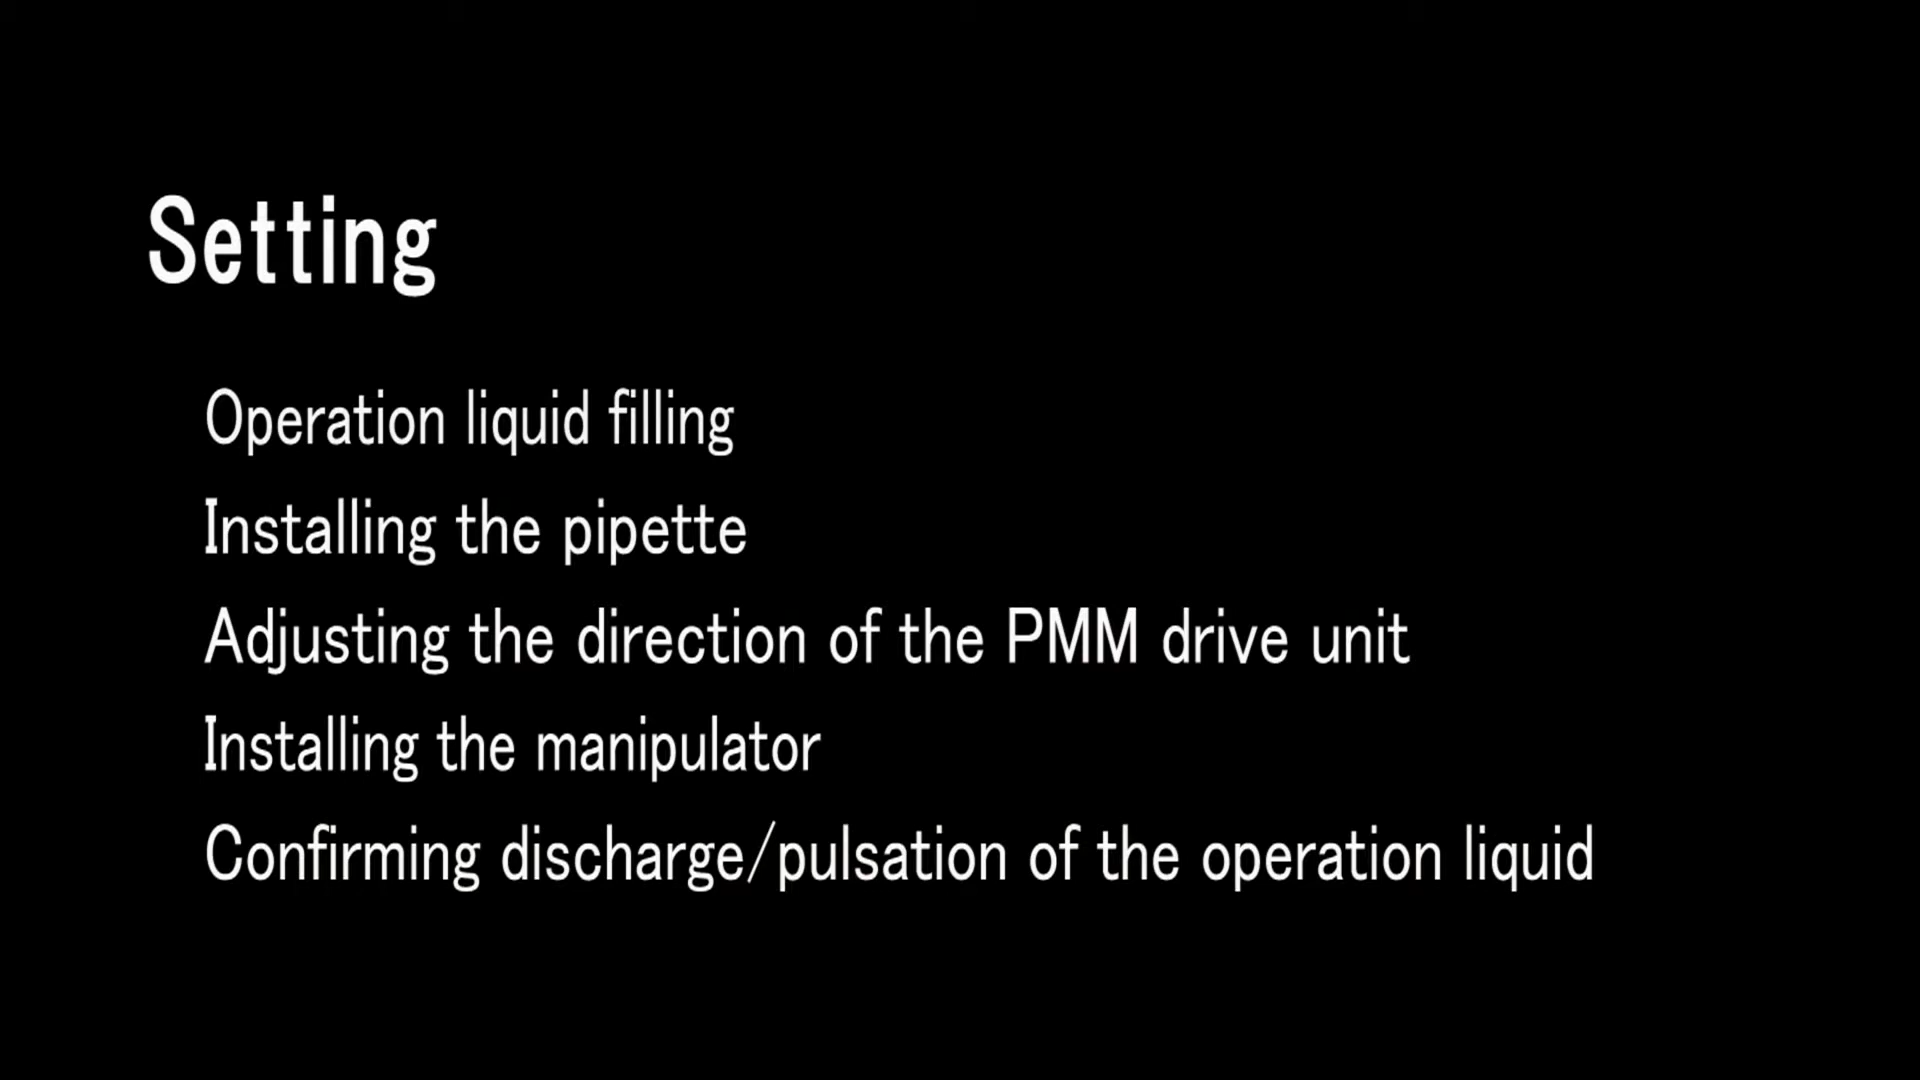 Setting
Operation liquid filling
Installing the pipette
Adjusting the direction of the PMM drive unit
Installing the manipulator
Confirming discharge/pulsation of the operation liquid